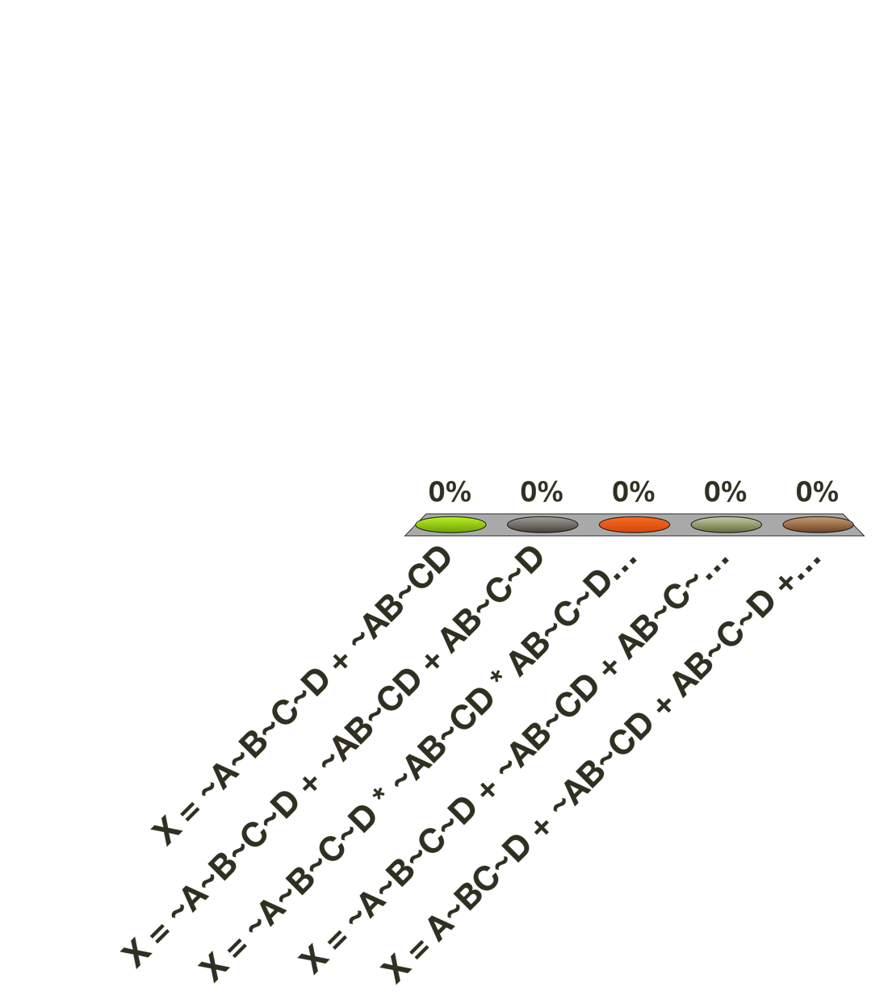 0% 0% 0% 0% 0%
X = ~A~B~C~D + ~AB~CD
X = ~A~B~C~D + ~AB~CD + AB~C~D
X = ~A~B~C~D * ~AB~CD * AB~C~D…
X = ~A~B~C~D + ~AB~CD + AB~C~…
X = A~BC~D + ~AB~CD + AB~C~D +…